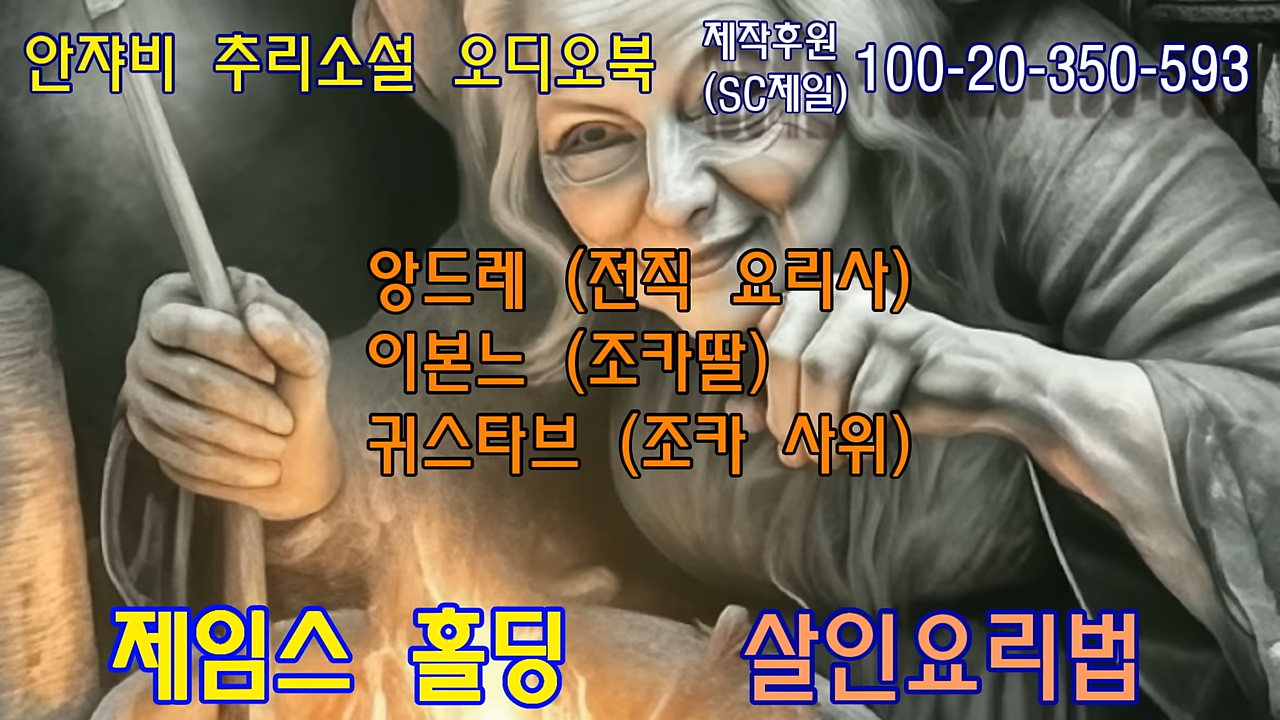 안쟈비 추리소설 오디오북
제작후원
(SC제일)
100-20-350-593
앙드레 (전직 요리사)
이본느 (조카딸)
귀스타브 (조카 사위)
제임스 홀딩
살인요리법